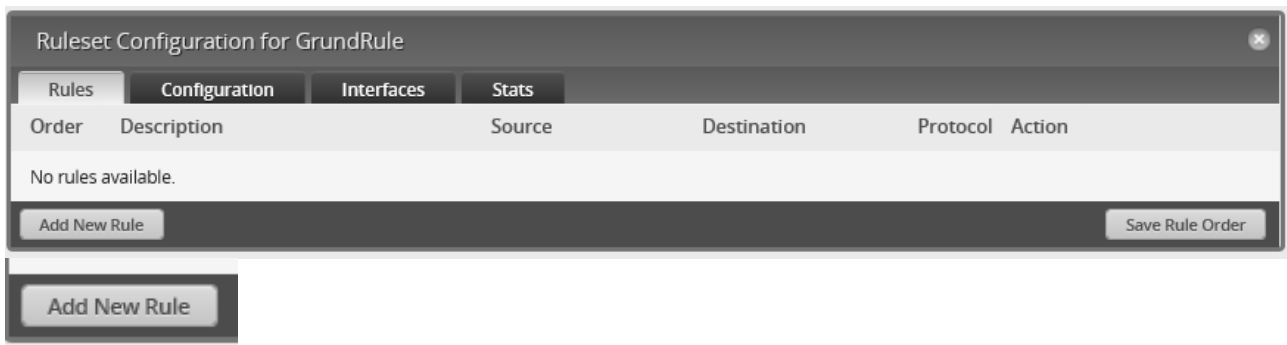 Ruleset Configuration for GrundRule
Rules Configuration Interfaces Stats
Order Description Source Destination Protocol Action
No rules available.
Add New Rule Save Rule Order
Add New Rule